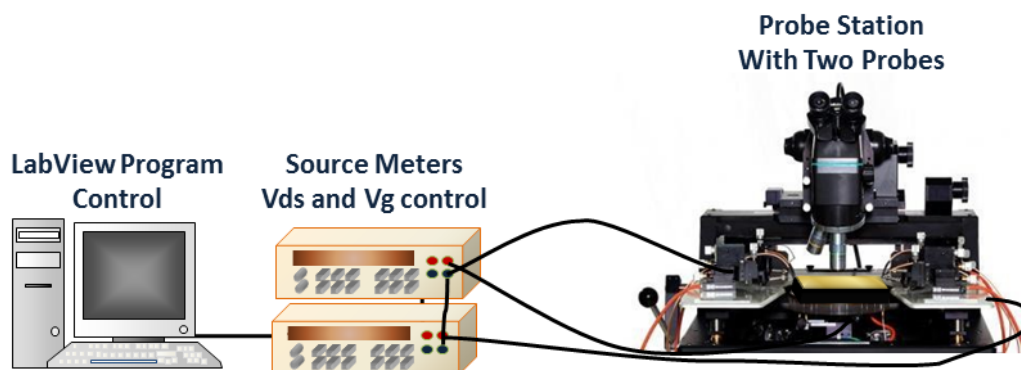 Probe Station
With Two Probes
LabView Program
Control
Source Meters
Vds and Vg control